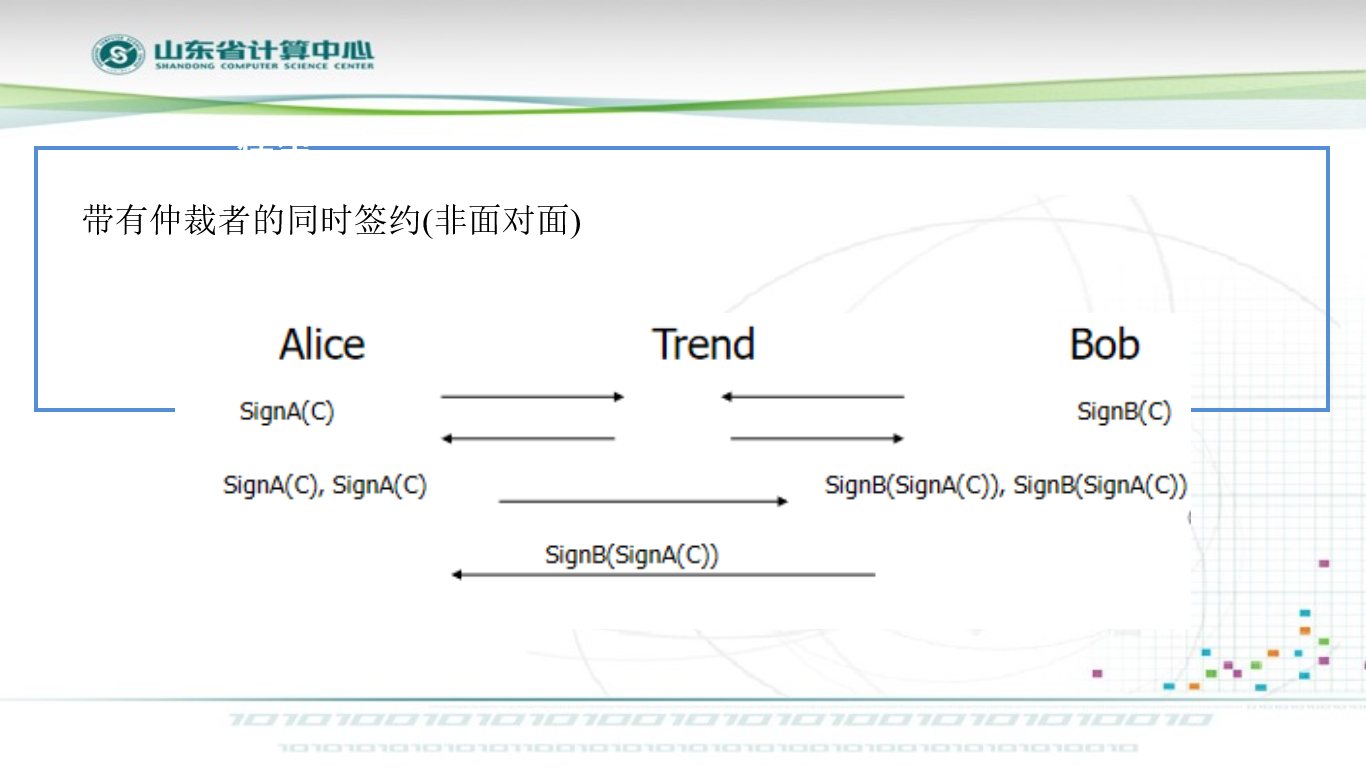 山东省计算中心
SHANDONG COMPUTER SCIENCE CENTER
带有仲裁者的同时签约(非面对面)
Alice Trend Bob
SignA(C) SignB(C)
SignA(C), SignA(C) SignB(SignA(C)), SignB(SignA(C))
SignB(SignA(C))